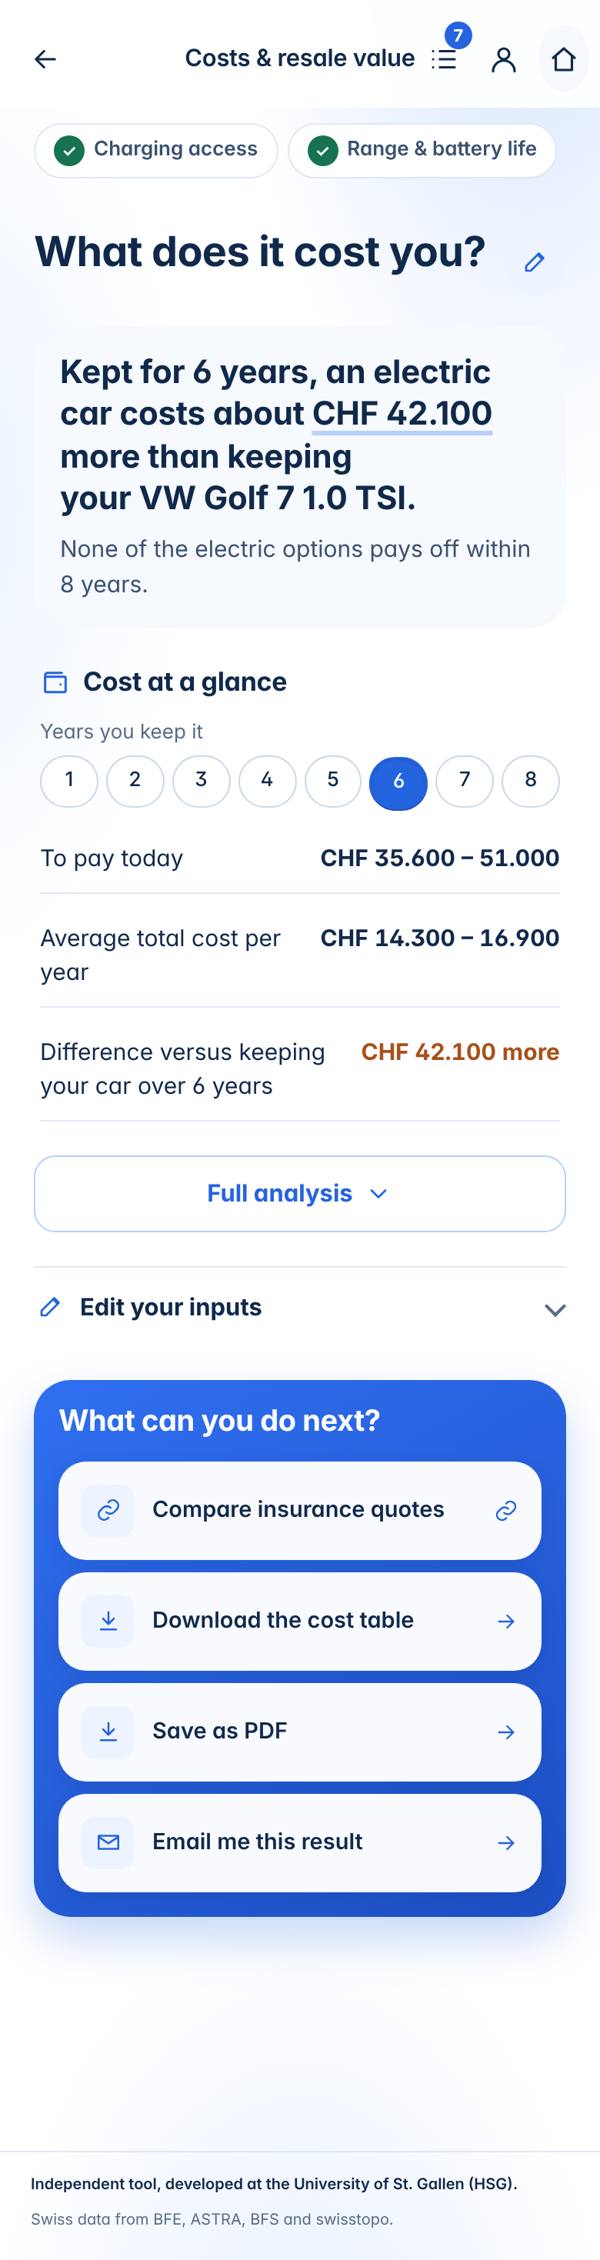 Costs & resale value
7
Charging access
Range & battery life
What does it cost you?
Kept for 6 years, an electric
car costs about CHF 42.100
more than keeping
your VW Golf 7 1.0 TSI.
None of the electric options pays off within
8 years.
Cost at a glance
Years you keep it
1 2 3 4 5 6 7 8
To pay today CHF 35.600 – 51.000
Average total cost per CHF 14.300 – 16.900
year
Difference versus keeping CHF 42.100 more
your car over 6 years
Full analysis
Edit your inputs
What can you do next?
Compare insurance quotes
Download the cost table
Save as PDF
Email me this result
Independent tool, developed at the University of St. Gallen (HSG).
Swiss data from BFE, ASTRA, BFS and swisstopo.